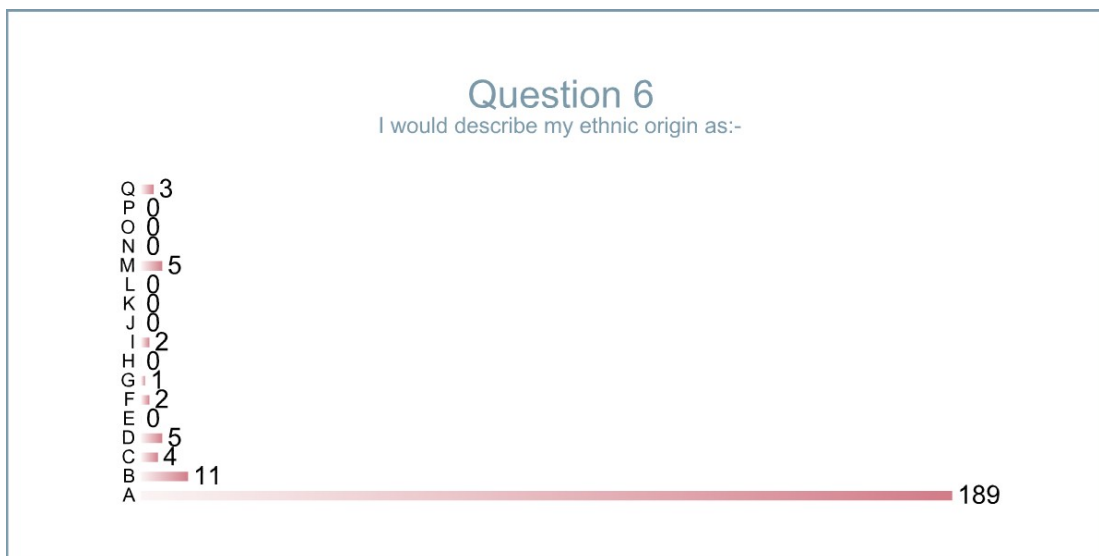 Question 6
I would describe my ethnic origin as:-
Q 3
P 0
O 0
N 0
M 5
L 0
K 0
J 0
I 2
H 0
G 1
F 2
E 0
D 5
C 4
B 11
A 189